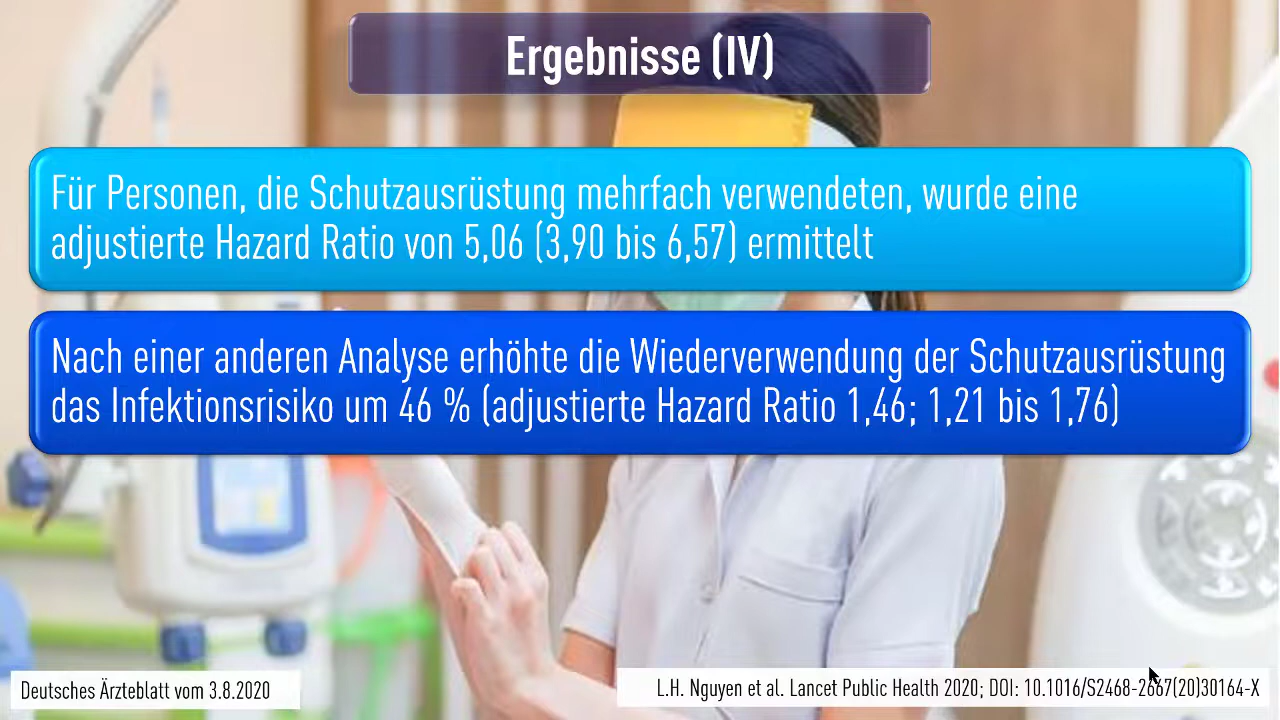 Ergebnisse (IV)
Für Personen, die Schutzausrüstung mehrfach verwendeten, wurde eine
adjustierte Hazard Ratio von 5,06 (3,90 bis 6,57) ermittelt
Nach einer anderen Analyse erhöhte die Wiederverwendung der Schutzausrüstung
das Infektionsrisiko um 46 % (adjustierte Hazard Ratio 1,46; 1,21 bis 1,76)
Deutsches Ärzteblatt vom 3.8.2020
L.H. Nguyen et al. Lancet Public Health 2020; DOI: 10.1016/S2468-2667(20)30164-X